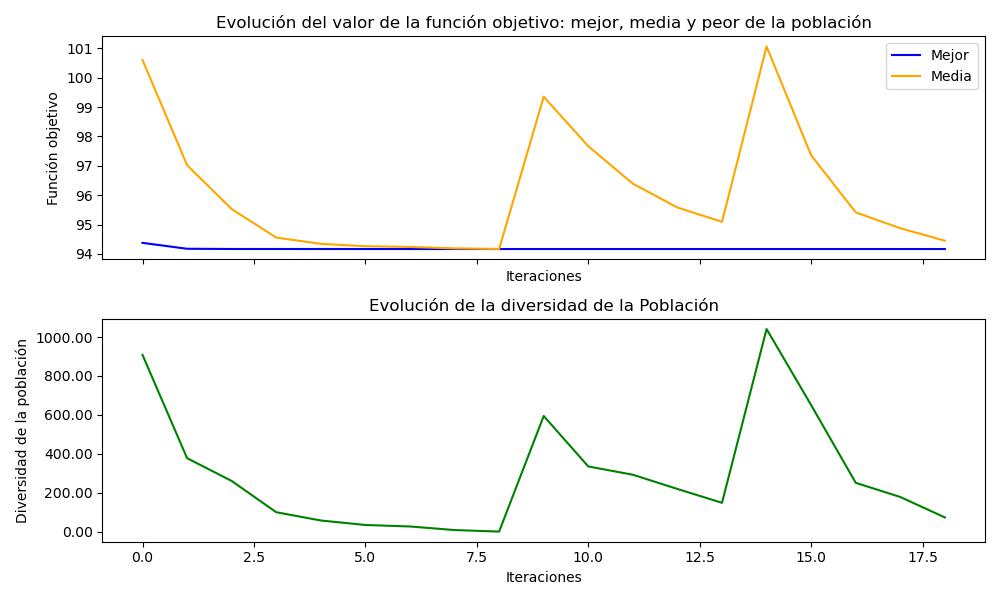 Evolución del valor de la función objetivo: mejor, media y peor de la población
Función objetivo
101
100
99
98
97
96
95
94
Mejor
Media
Iteraciones
Evolución de la diversidad de la Población
Diversidad de la población
1000.00
800.00
600.00
400.00
200.00
0.00
0.0 2.5 5.0 7.5 10.0 12.5 15.0 17.5
Iteraciones